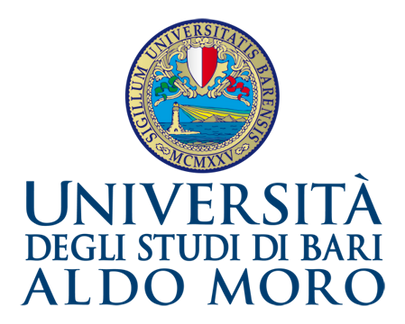 SIGILLUM UNIVERSITATIS BARENSIS
MCMXXV
UNIVERSITÀ
DEGLI STUDI DI BARI
ALDO MORO